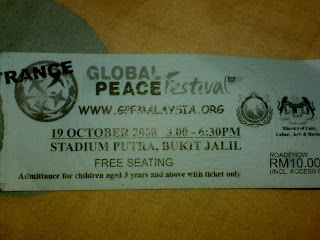 TRANCE
GLOBAL
PEACE Festival
WWW.GPFMALAYSIA.ORG
19 OCTOBER 2008 3.00 - 6:30PM
STADIUM PUTRA, BUKIT JALIL
FREE SEATING
Admittance for children aged 3 years and above with ticket only
Ministry of Unity,
Culture, Arts & Heritage
ROADSHOW
RM10.00
(INCL. ACCESS